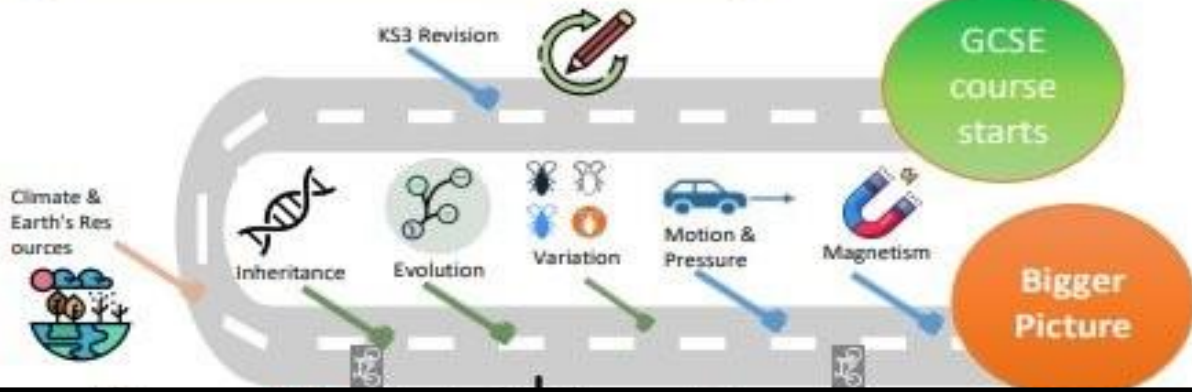 KS3 Revision
GCSE
course
starts
Climate &
Earth's Res
ources
Inheritance
Evolution
Variation
Motion &
Pressure
Magnetism
Bigger
Picture